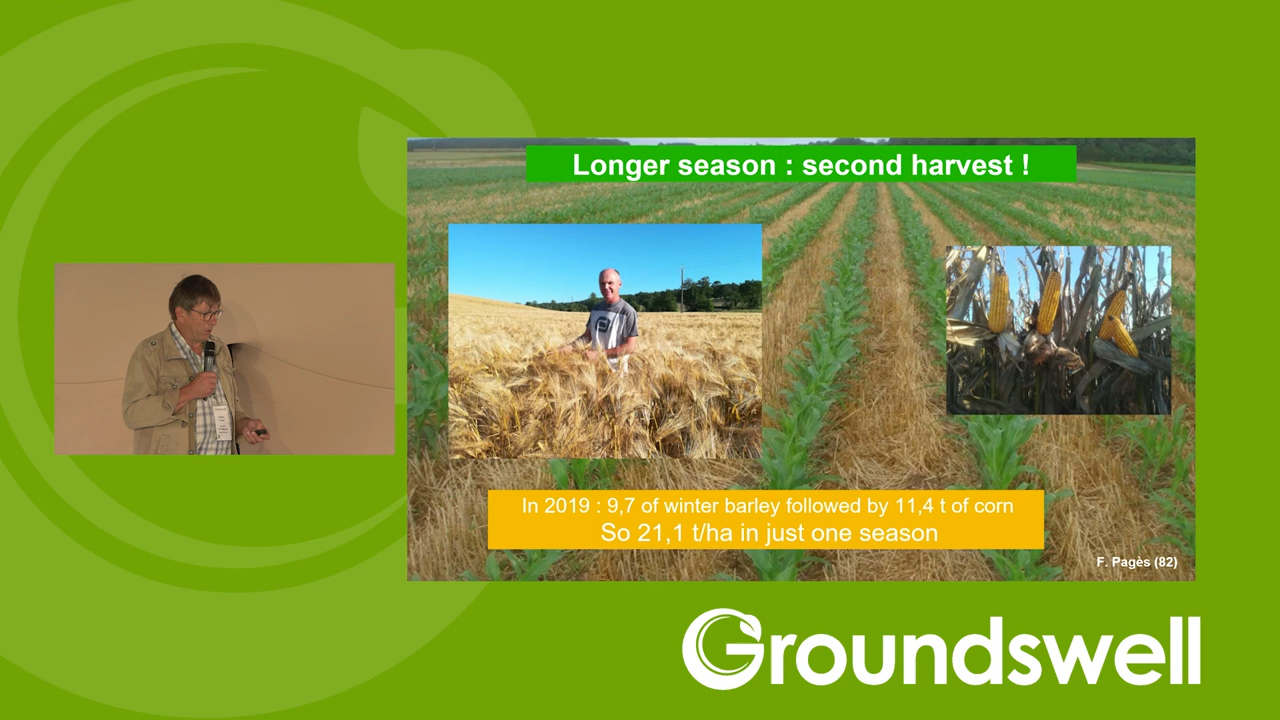 Longer season : second harvest !
In 2019 : 9,7 of winter barley followed by 11,4 t of corn
So 21,1 t/ha in just one season
F. Pagès (82)
Groundswell